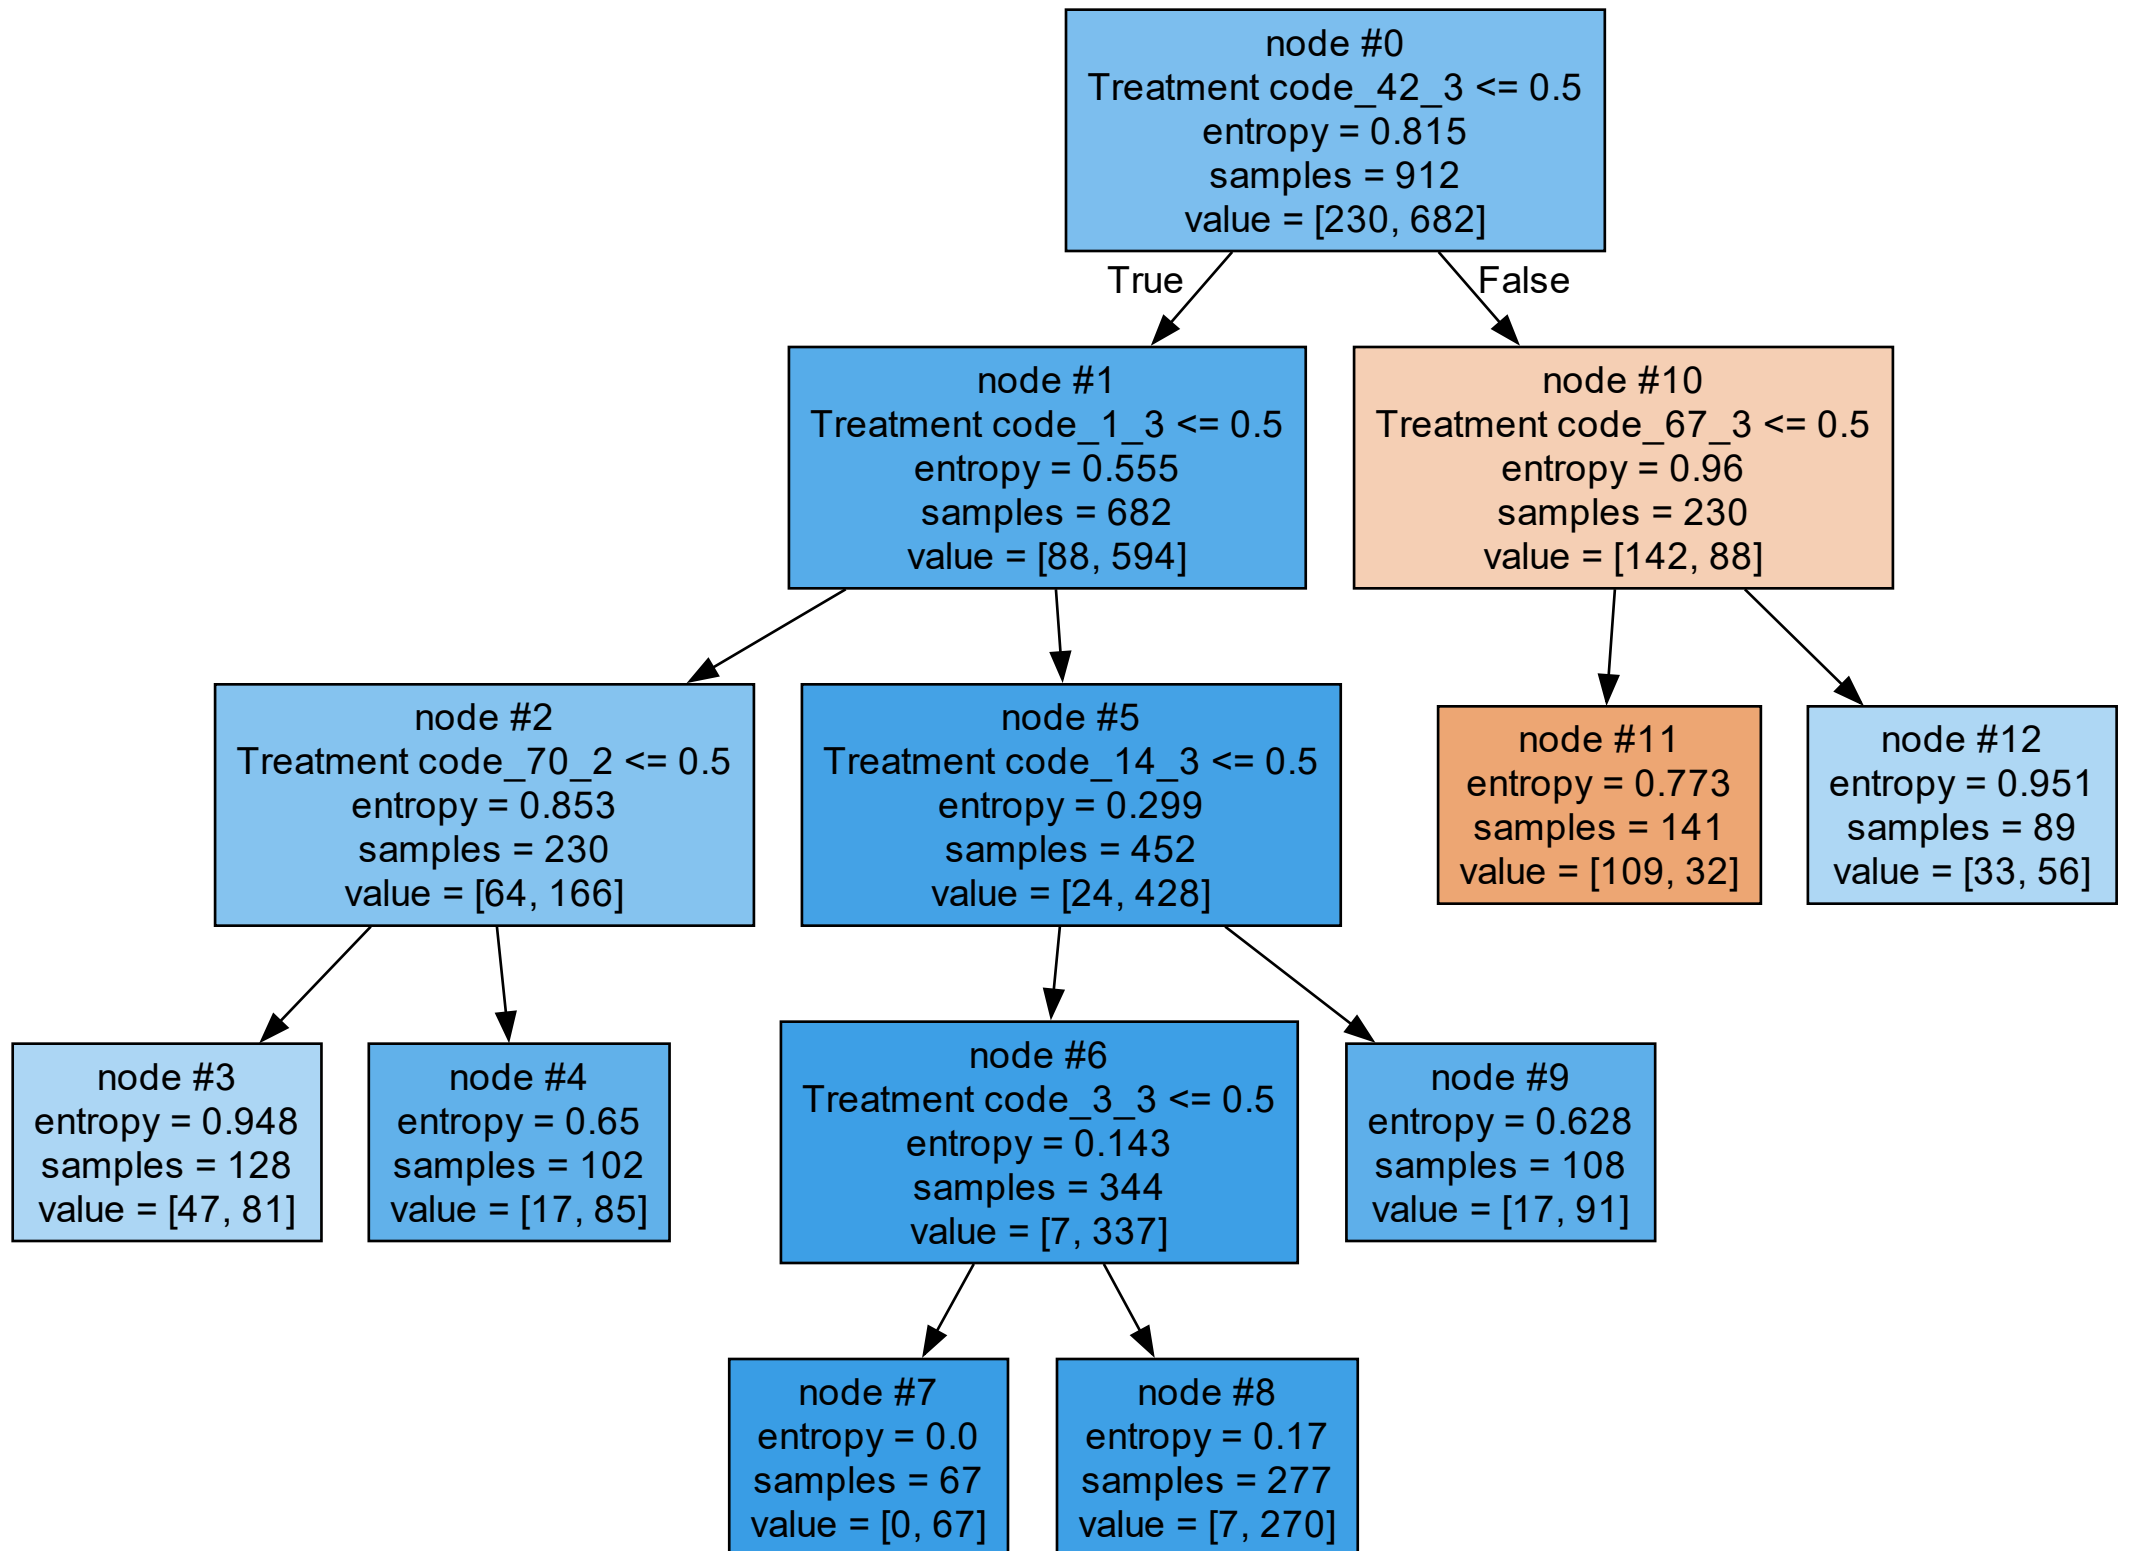 node #0
Treatment code_42_3 <= 0.5
entropy = 0.815
samples = 912
value = [230, 682]
True
False
node #1
Treatment code_1_3 <= 0.5
entropy = 0.555
samples = 682
value = [88, 594]
node #10
Treatment code_67_3 <= 0.5
entropy = 0.96
samples = 230
value = [142, 88]
node #2
Treatment code_70_2 <= 0.5
entropy = 0.853
samples = 230
value = [64, 166]
node #5
Treatment code_14_3 <= 0.5
entropy = 0.299
samples = 452
value = [24, 428]
node #11
entropy = 0.773
samples = 141
value = [109, 32]
node #12
entropy = 0.951
samples = 89
value = [33, 56]
node #3
entropy = 0.948
samples = 128
value = [47, 81]
node #4
entropy = 0.65
samples = 102
value = [17, 85]
node #6
Treatment code_3_3 <= 0.5
entropy = 0.143
samples = 344
value = [7, 337]
node #9
entropy = 0.628
samples = 108
value = [17, 91]
node #7
entropy = 0.0
samples = 67
value = [0, 67]
node #8
entropy = 0.17
samples = 277
value = [7, 270]